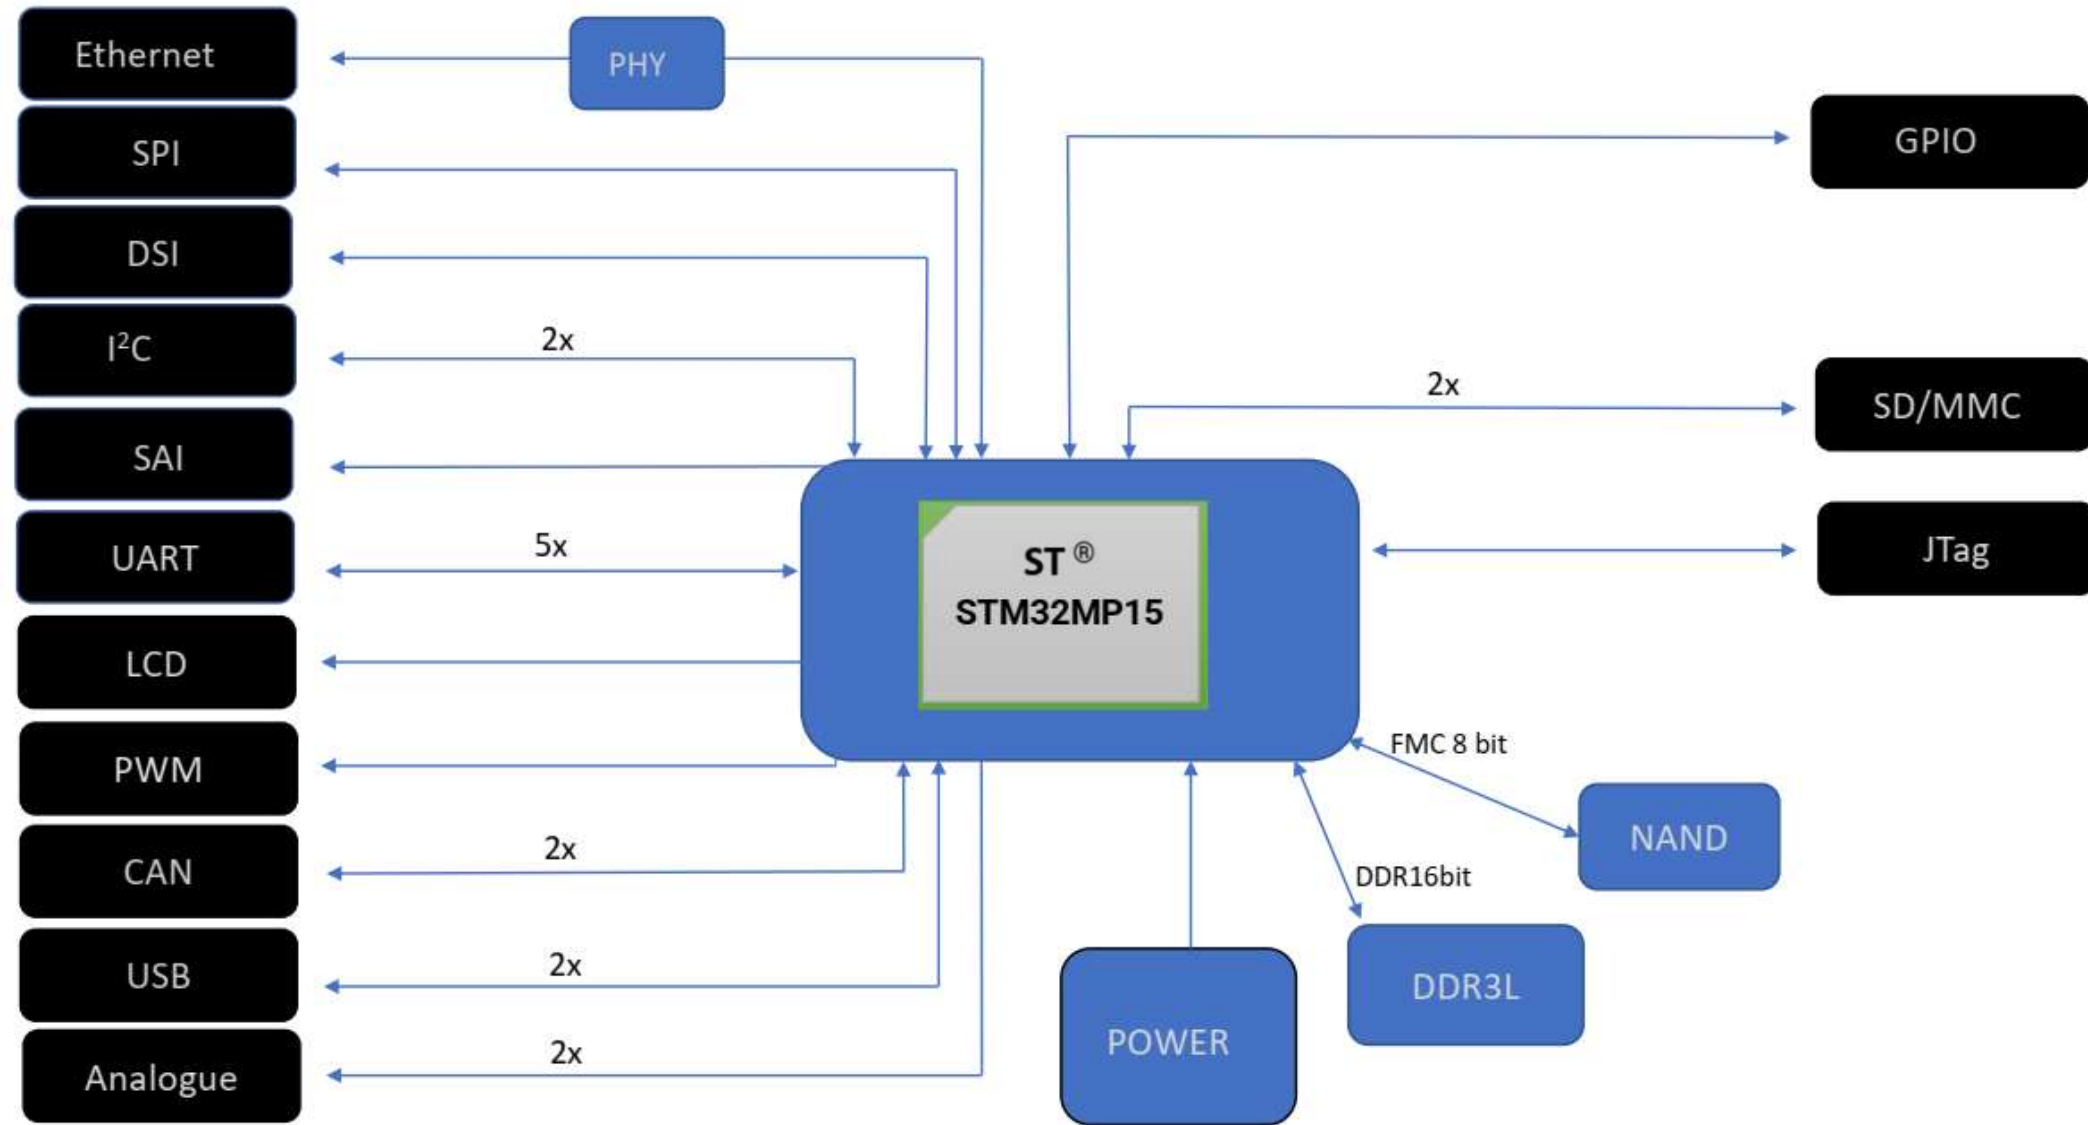 Ethernet
PHY
SPI
GPIO
DSI
I²C
2x
SD/MMC
2x
SAI
UART
5x
ST ®
STM32MP15
JTag
LCD
PWM
FMC 8 bit
NAND
CAN
2x
DDR16bit
USB
2x
DDR3L
Analogue
2x
POWER